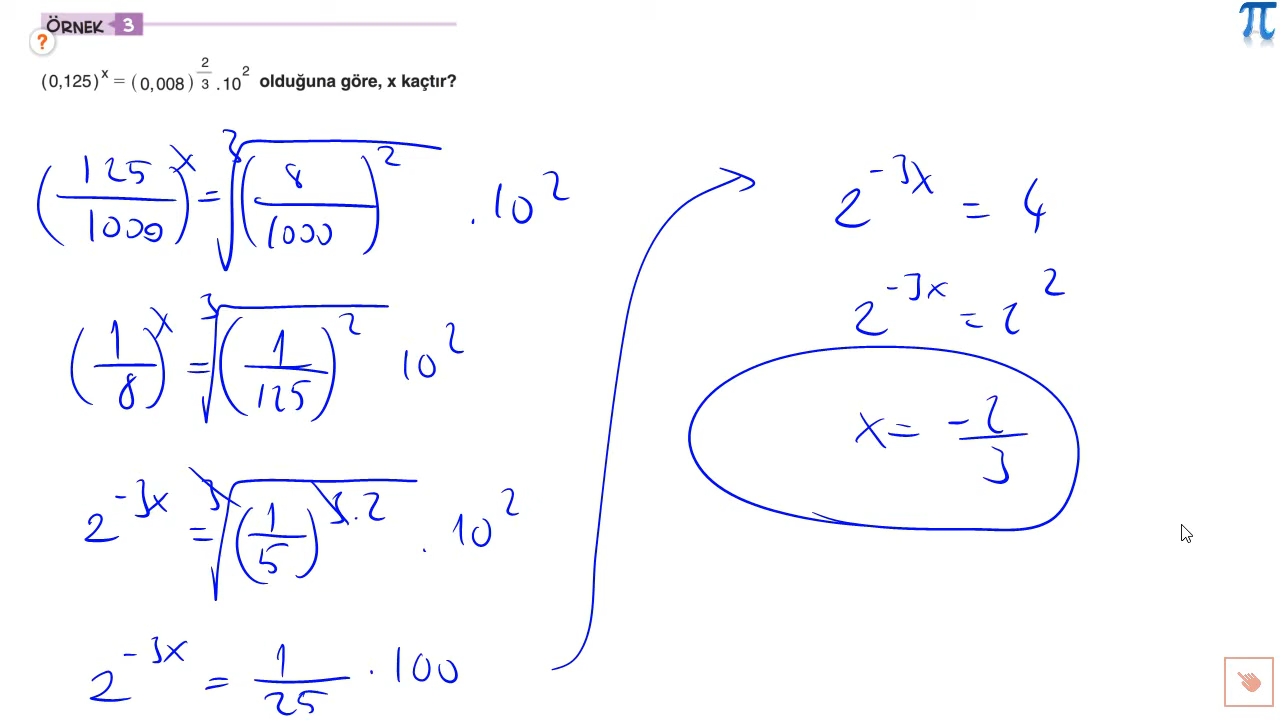 ÖRNEK 3
?
π
(0,125)^x = (0,008)^(2/3) . 10^2 olduğuna göre, x kaçtır?
(125/1000)^x = ∛((8/1000)^2) . 10^2
(1/8)^x = ∛((1/125)^2) 10^2
2^(-3x) = ∛((1/5)^(3.2)) . 10^2
2^(-3x) = 1/25 . 100
2^(-3x) = 4
2^(-3x) = 2^2
x = -2/3